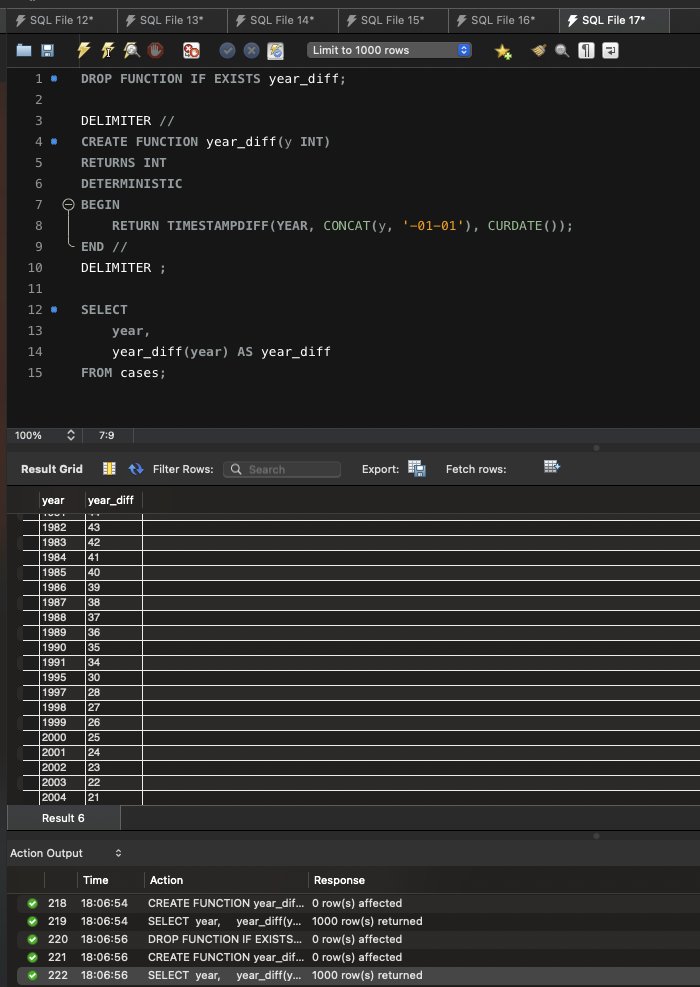 SQL File 12* SQL File 13* SQL File 14* SQL File 15* SQL File 16* SQL File 17*
Limit to 1000 rows
1 DROP FUNCTION IF EXISTS year_diff;
2
3 DELIMITER //
4 CREATE FUNCTION year_diff(y INT)
5 RETURNS INT
6 DETERMINISTIC
7 BEGIN
8 RETURN TIMESTAMPDIFF(YEAR, CONCAT(y, '-01-01'), CURDATE());
9 END //
10 DELIMITER ;
11
12 SELECT
13 year,
14 year_diff(year) AS year_diff
15 FROM cases;
100% 7:9
Result Grid Filter Rows: Search Export: Fetch rows:
year year_diff
1982 43
1983 42
1984 41
1985 40
1986 39
1987 38
1988 37
1989 36
1990 35
1991 34
1995 30
1997 28
1998 27
1999 26
2000 25
2001 24
2002 23
2003 22
2004 21
Result 6
Action Output
Time Action Response
218 18:06:54 CREATE FUNCTION year_dif... 0 row(s) affected
219 18:06:54 SELECT year, year_diff(y... 1000 row(s) returned
220 18:06:56 DROP FUNCTION IF EXISTS... 0 row(s) affected
221 18:06:56 CREATE FUNCTION year_dif... 0 row(s) affected
222 18:06:56 SELECT year, year_diff(y... 1000 row(s) returned